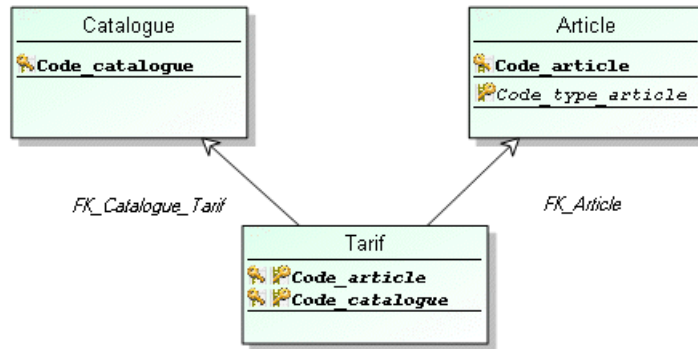 Catalogue
Code_catalogue
Article
Code_article
Code_type_article
FK_Catalogue_Tarif
FK_Article
Tarif
Code_article
Code_catalogue